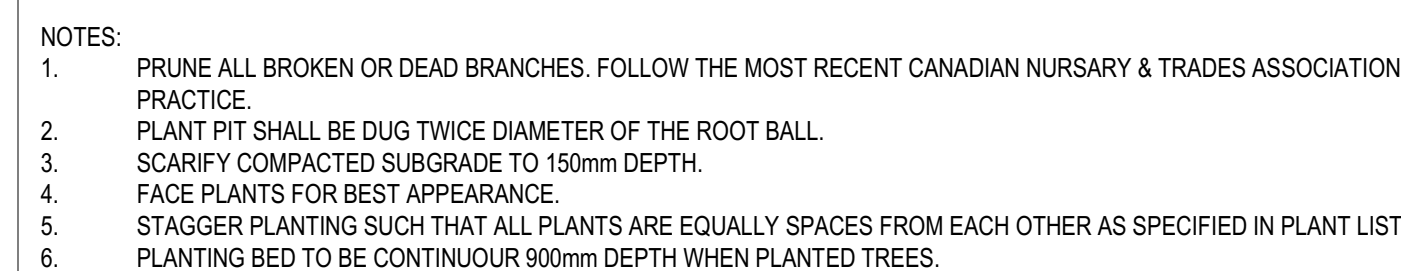 NOTES:
1. PRUNE ALL BROKEN OR DEAD BRANCHES. FOLLOW THE MOST RECENT CANADIAN NURSARY & TRADES ASSOCIATION
PRACTICE.
2. PLANT PIT SHALL BE DUG TWICE DIAMETER OF THE ROOT BALL.
3. SCARIFY COMPACTED SUBGRADE TO 150mm DEPTH.
4. FACE PLANTS FOR BEST APPEARANCE.
5. STAGGER PLANTING SUCH THAT ALL PLANTS ARE EQUALLY SPACES FROM EACH OTHER AS SPECIFIED IN PLANT LIST
6. PLANTING BED TO BE CONTINUOUR 900mm DEPTH WHEN PLANTED TREES.